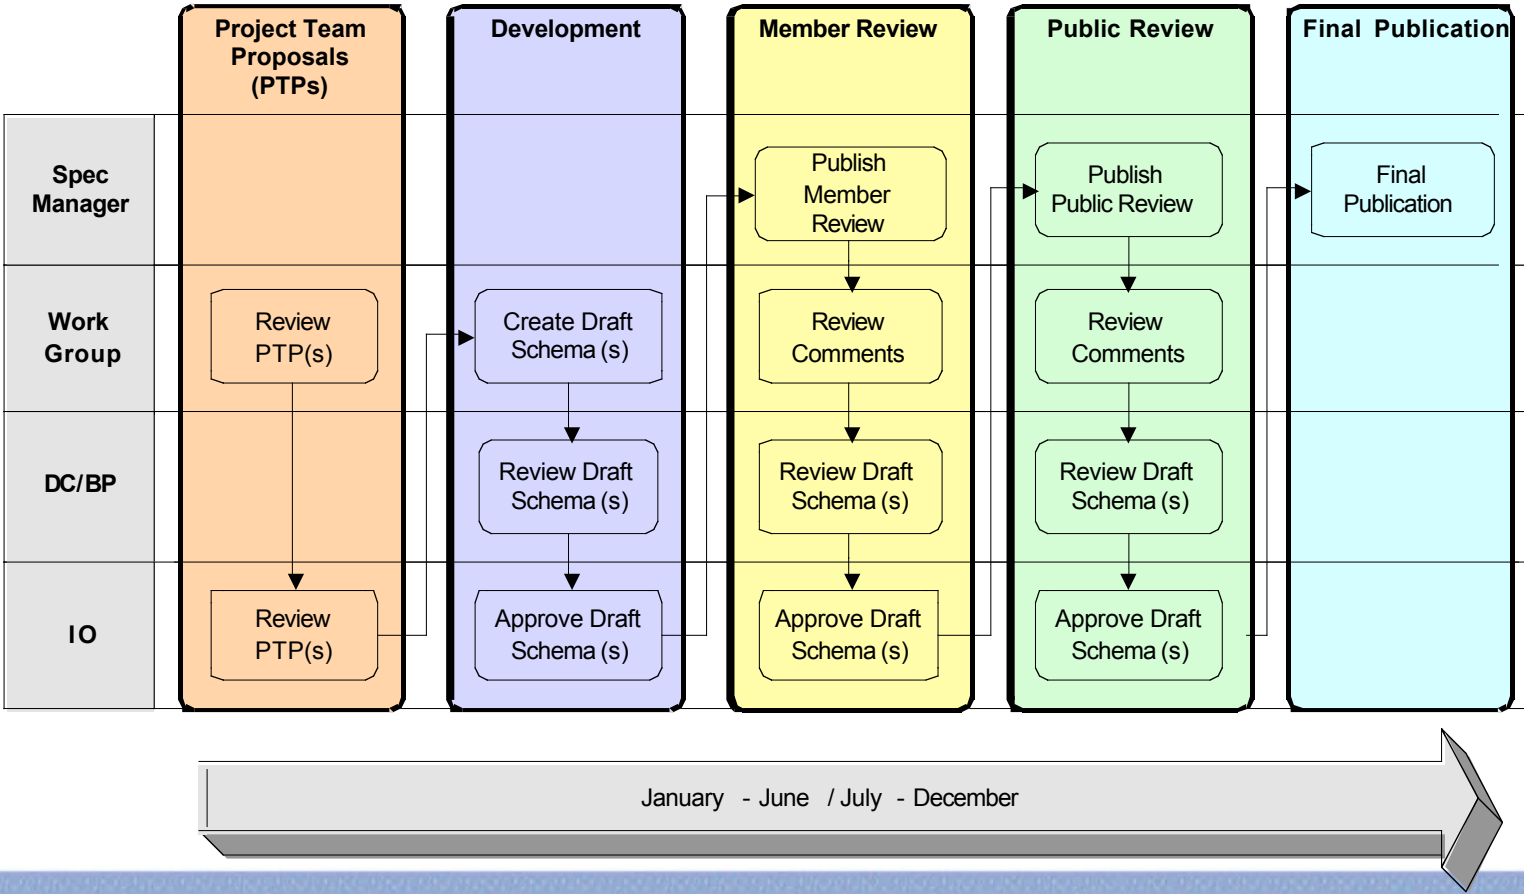 Project Team
Proposals
(PTPs)
Development
Member Review
Public Review
Final Publication
Spec
Manager
Publish
Member
Review
Publish
Public Review
Final
Publication
Work
Group
Review
PTP(s)
Create Draft
Schema (s)
Review
Comments
Review
Comments
DC/BP
Review Draft
Schema (s)
Review Draft
Schema (s)
Review Draft
Schema (s)
IO
Review
PTP(s)
Approve Draft
Schema (s)
Approve Draft
Schema (s)
Approve Draft
Schema (s)
January - June / July - December